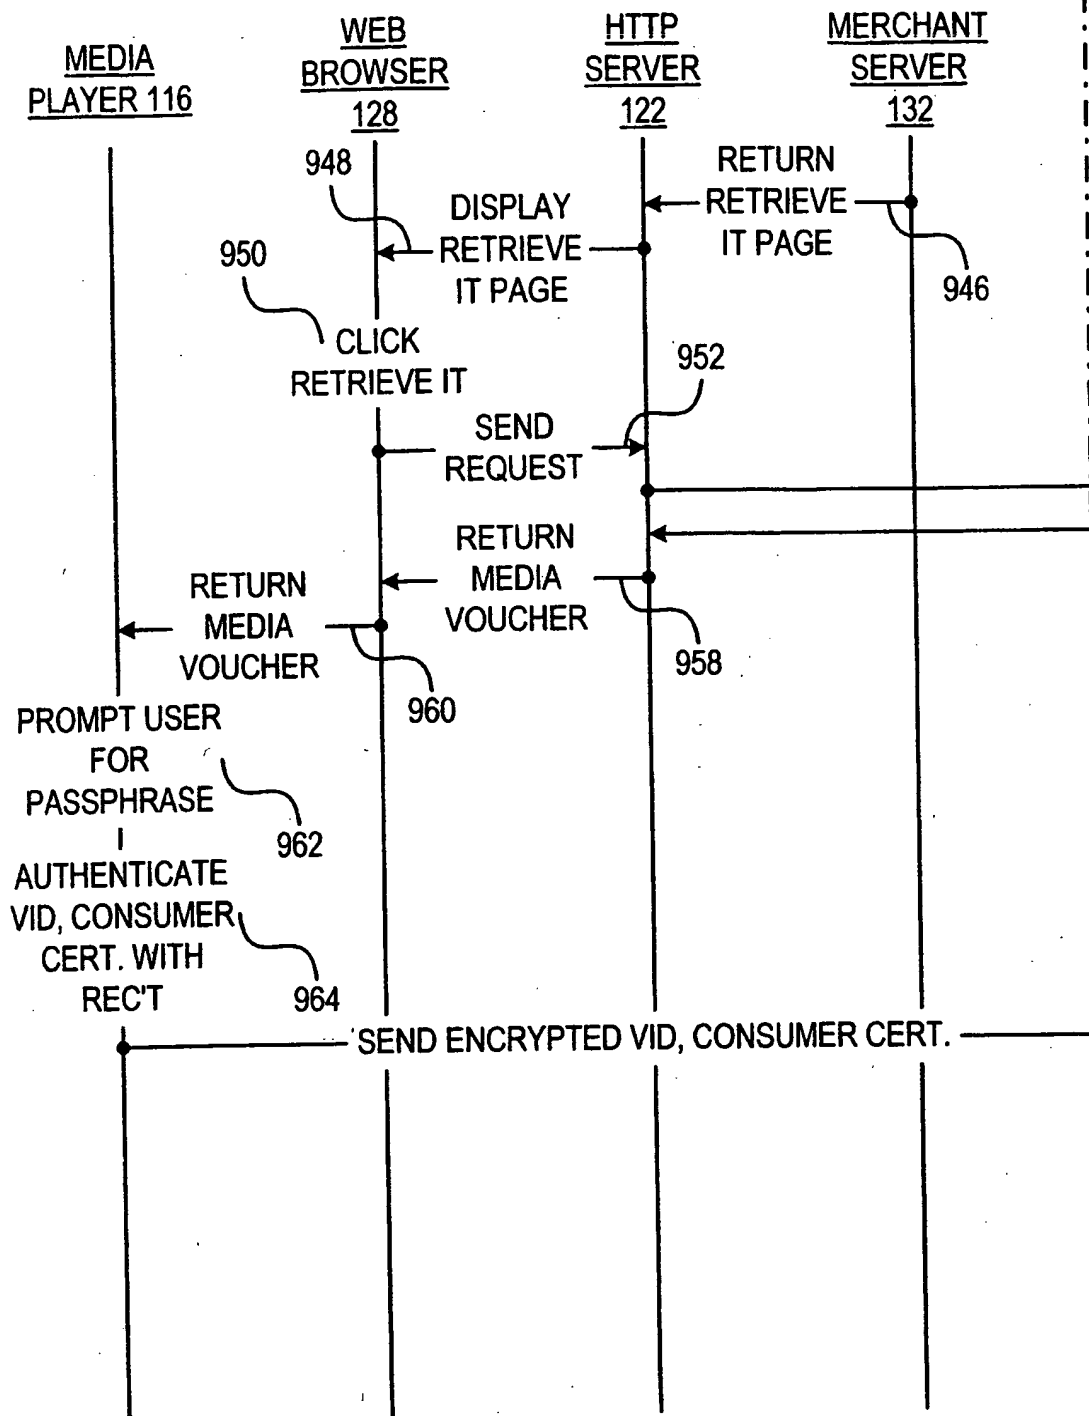 MEDIA
PLAYER 116
WEB
BROWSER
128
HTTP
SERVER
122
MERCHANT
SERVER
132
RETURN
RETRIEVE
IT PAGE
946
948
DISPLAY
RETRIEVE
IT PAGE
950
CLICK
RETRIEVE IT
952
SEND
REQUEST
RETURN
MEDIA
VOUCHER
958
RETURN
MEDIA
VOUCHER
960
PROMPT USER
FOR
PASSPHRASE
962
AUTHENTICATE
VID, CONSUMER
CERT. WITH
REC'T
964
SEND ENCRYPTED VID, CONSUMER CERT.